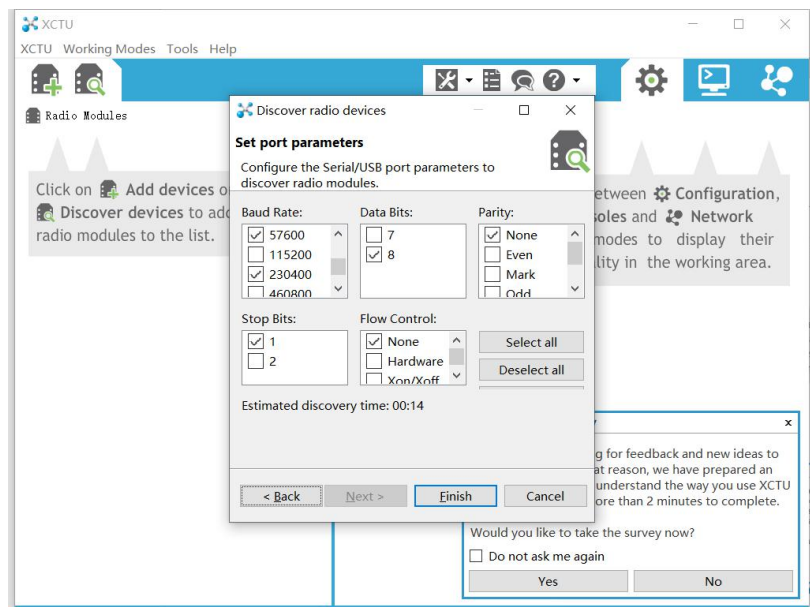 XCTU
XCTU Working Modes Tools Help
Radio Modules
Click on Add devices o
Discover devices to add
radio modules to the list.
Discover radio devices
Set port parameters
Configure the Serial/USB port parameters to
discover radio modules.
Baud Rate:
57600
115200
230400
460800
Data Bits:
7
8
Parity:
None
Even
Mark
Odd
Stop Bits:
1
2
Flow Control:
None
Hardware
Xon/Xoff
Select all
Deselect all
Estimated discovery time: 00:14
< Back
Next >
Finish
Cancel
etween Configuration,
soles and Network
modes to display their
lity in the working area.
x
g for feedback and new ideas to
at reason, we have prepared an
understand the way you use XCTU
ore than 2 minutes to complete.
Would you like to take the survey now?
Do not ask me again
Yes
No